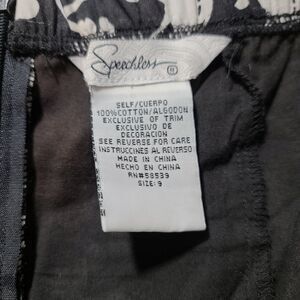 Speechless
SELF/CUERPO
100%COTTON/ALGODON
EXCLUSIVE OF TRIM
EXCLUSIVO DE
DECORACION
SEE REVERSE FOR CARE
INSTRUCCINES AL REVERSO
MADE IN CHINA
HECHO EN CHINA
RN#58539
SIZE: 9